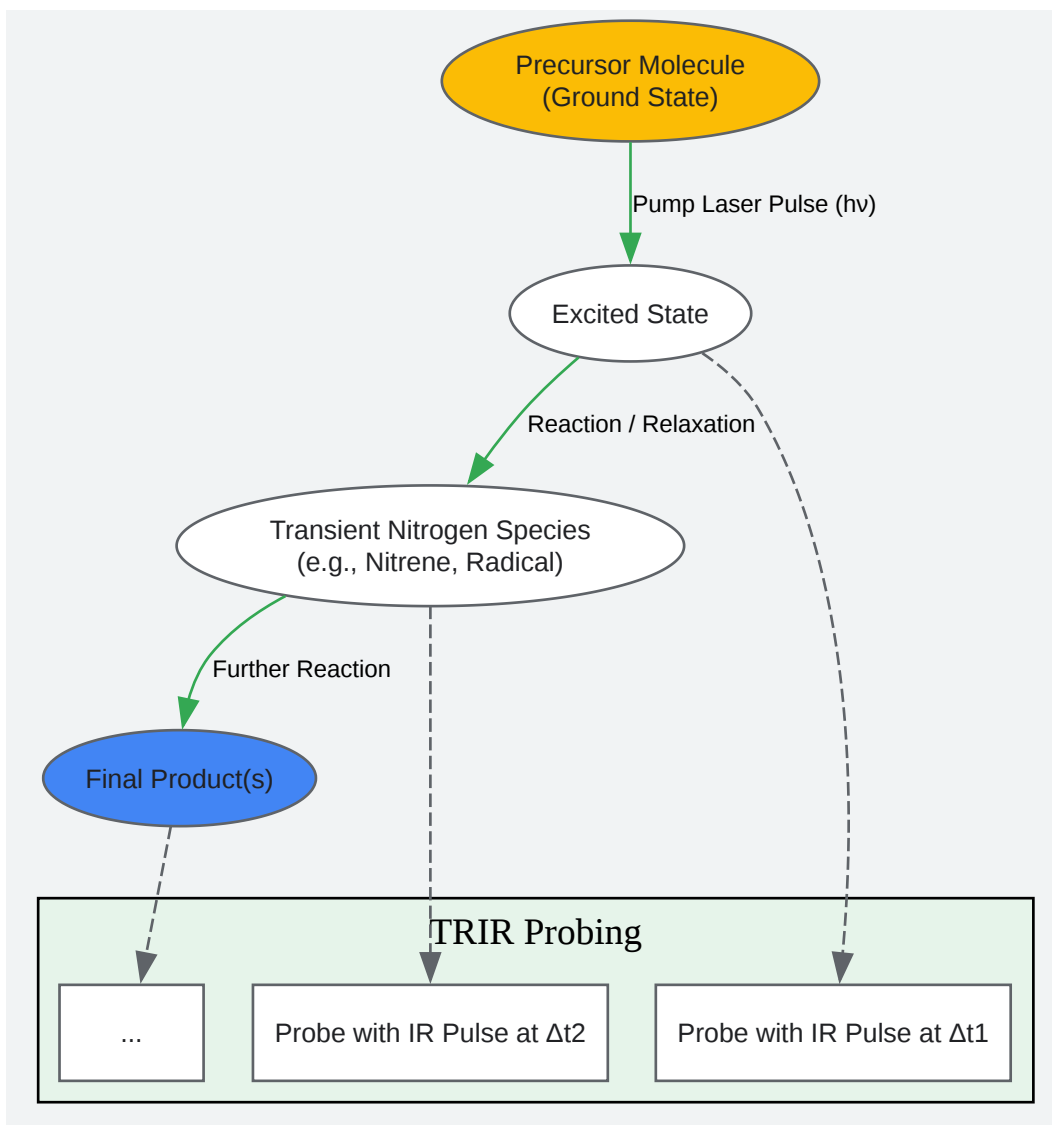 Precursor Molecule
(Ground State)
Pump Laser Pulse (hν)
Excited State
Reaction / Relaxation
Transient Nitrogen Species
(e.g., Nitrene, Radical)
Further Reaction
Final Product(s)
TRIR Probing
...
Probe with IR Pulse at Δt2
Probe with IR Pulse at Δt1